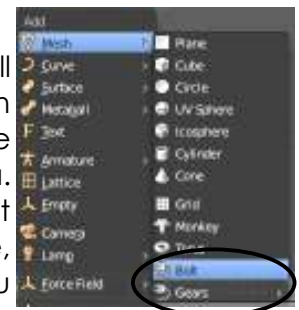 Add
Mesh
Curve
Surface
Metaball
Text
Armature
Lattice
Empty
Camera
Lamp
Force Field
Plane
Cube
Circle
UV Sphere
Icosphere
Cylinder
Cone
Grid
Monkey
Torus
Bolt
Gears